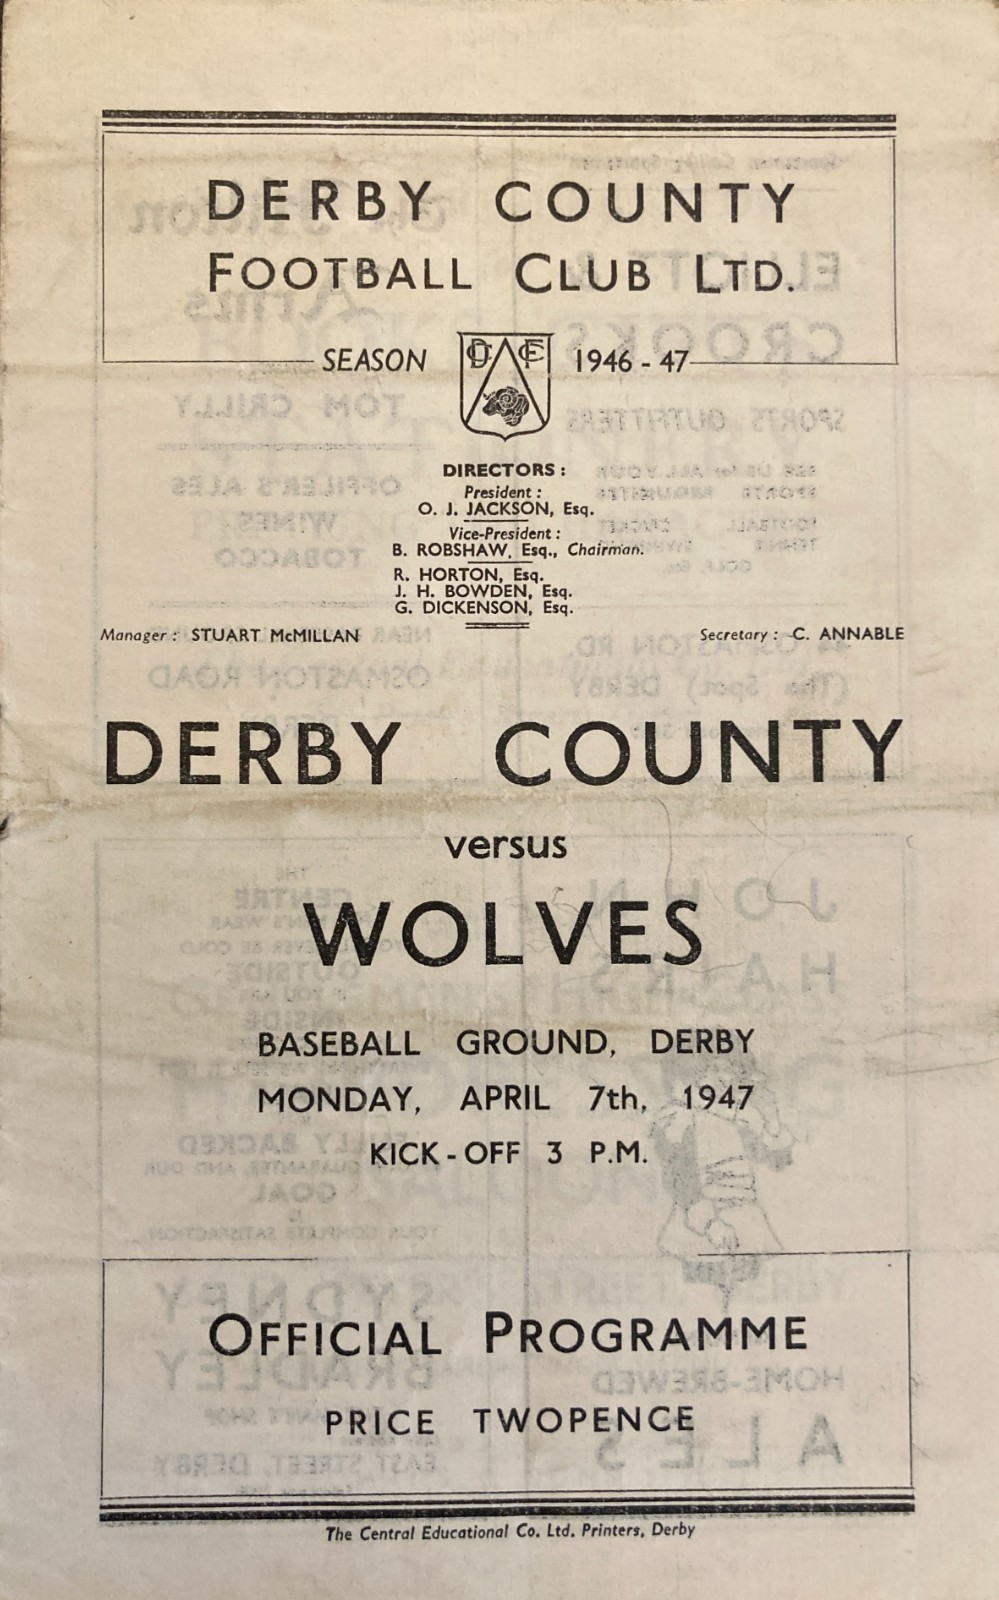 DERBY COUNTY
FOOTBALL CLUB LTD.
SEASON 1946 - 47
DCFC
DIRECTORS:
President:
O. J. JACKSON, Esq.
Vice-President:
B. ROBSHAW, Esq., Chairman.
R. HORTON, Esq.
J. H. BOWDEN, Esq.
G. DICKENSON, Esq.
Manager: STUART McMILLAN Secretary: C. ANNABLE
DERBY COUNTY
versus
WOLVES
BASEBALL GROUND, DERBY
MONDAY, APRIL 7th, 1947
KICK-OFF 3 P.M.
OFFICIAL PROGRAMME
PRICE TWOPENCE
The Central Educational Co. Ltd. Printers, Derby